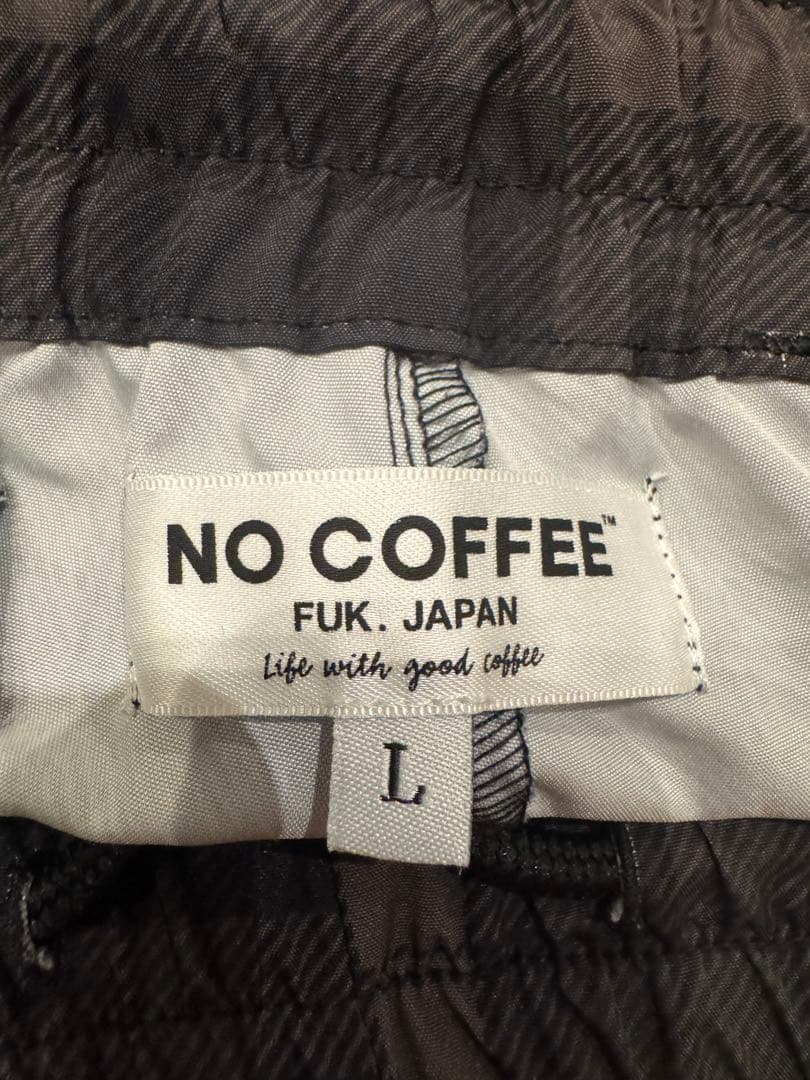 NO COFFEE™
FUK. JAPAN
Life with good coffee
L